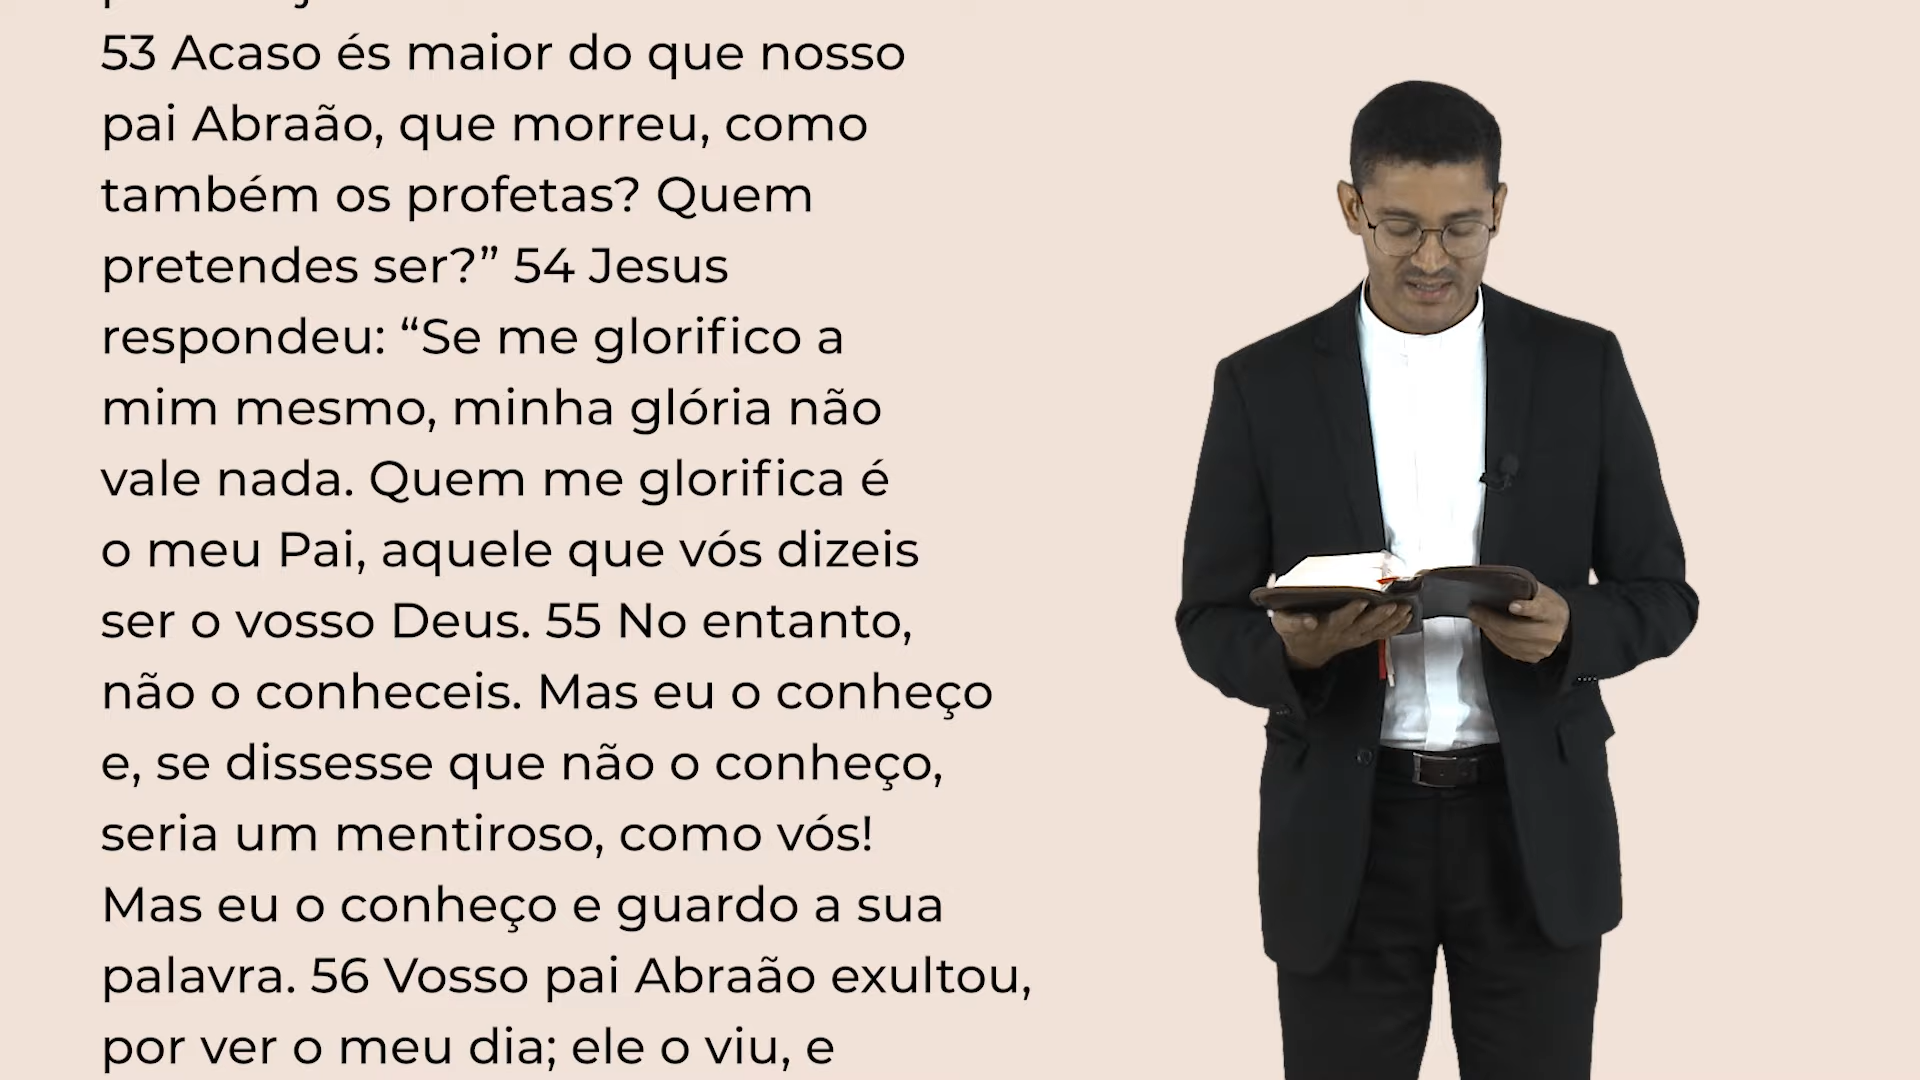 53 Acaso és maior do que nosso
pai Abraão, que morreu, como
também os profetas? Quem
pretendes ser?” 54 Jesus
respondeu: “Se me glorifico a
mim mesmo, minha glória não
vale nada. Quem me glorifica é
o meu Pai, aquele que vós dizeis
ser o vosso Deus. 55 No entanto,
não o conheceis. Mas eu o conheço
e, se dissesse que não o conheço,
seria um mentiroso, como vós!
Mas eu o conheço e guardo a sua
palavra. 56 Vosso pai Abraão exultou,
por ver o meu dia; ele o viu, e